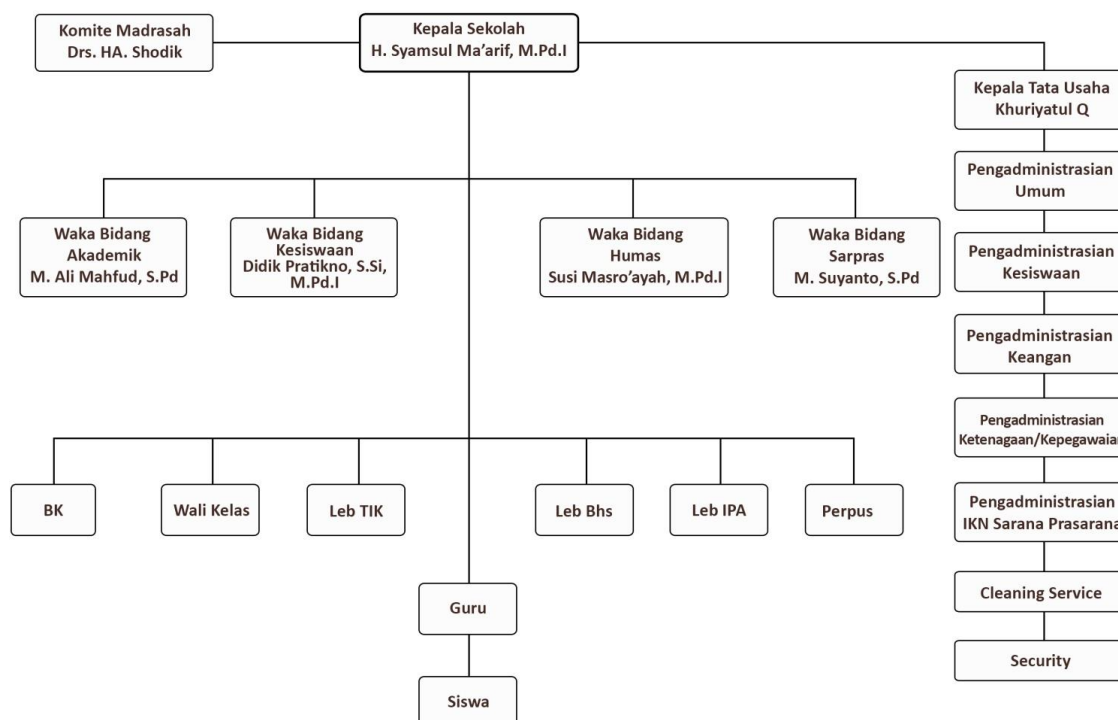 Komite Madrasah
Drs. HA. Shodik
Kepala Sekolah
H. Syamsul Ma’arif, M.Pd.I
Kepala Tata Usaha
Khuriyatul Q
Pengadministrasian
Umum
Waka Bidang
Akademik
M. Ali Mahfud, S.Pd
Waka Bidang
Kesiswaan
Didik Pratikno, S.Si,
M.Pd.I
Waka Bidang
Humas
Susi Masro’ayah, M.Pd.I
Waka Bidang
Sarpras
M. Suyanto, S.Pd
Pengadministrasian
Kesiswaan
Pengadministrasian
Keangan
Pengadministrasian
Ketenagaan/Kepegawaian
BK
Wali Kelas
Leb TIK
Leb Bhs
Leb IPA
Perpus
Pengadministrasian
IKN Sarana Prasarana
Cleaning Service
Guru
Security
Siswa